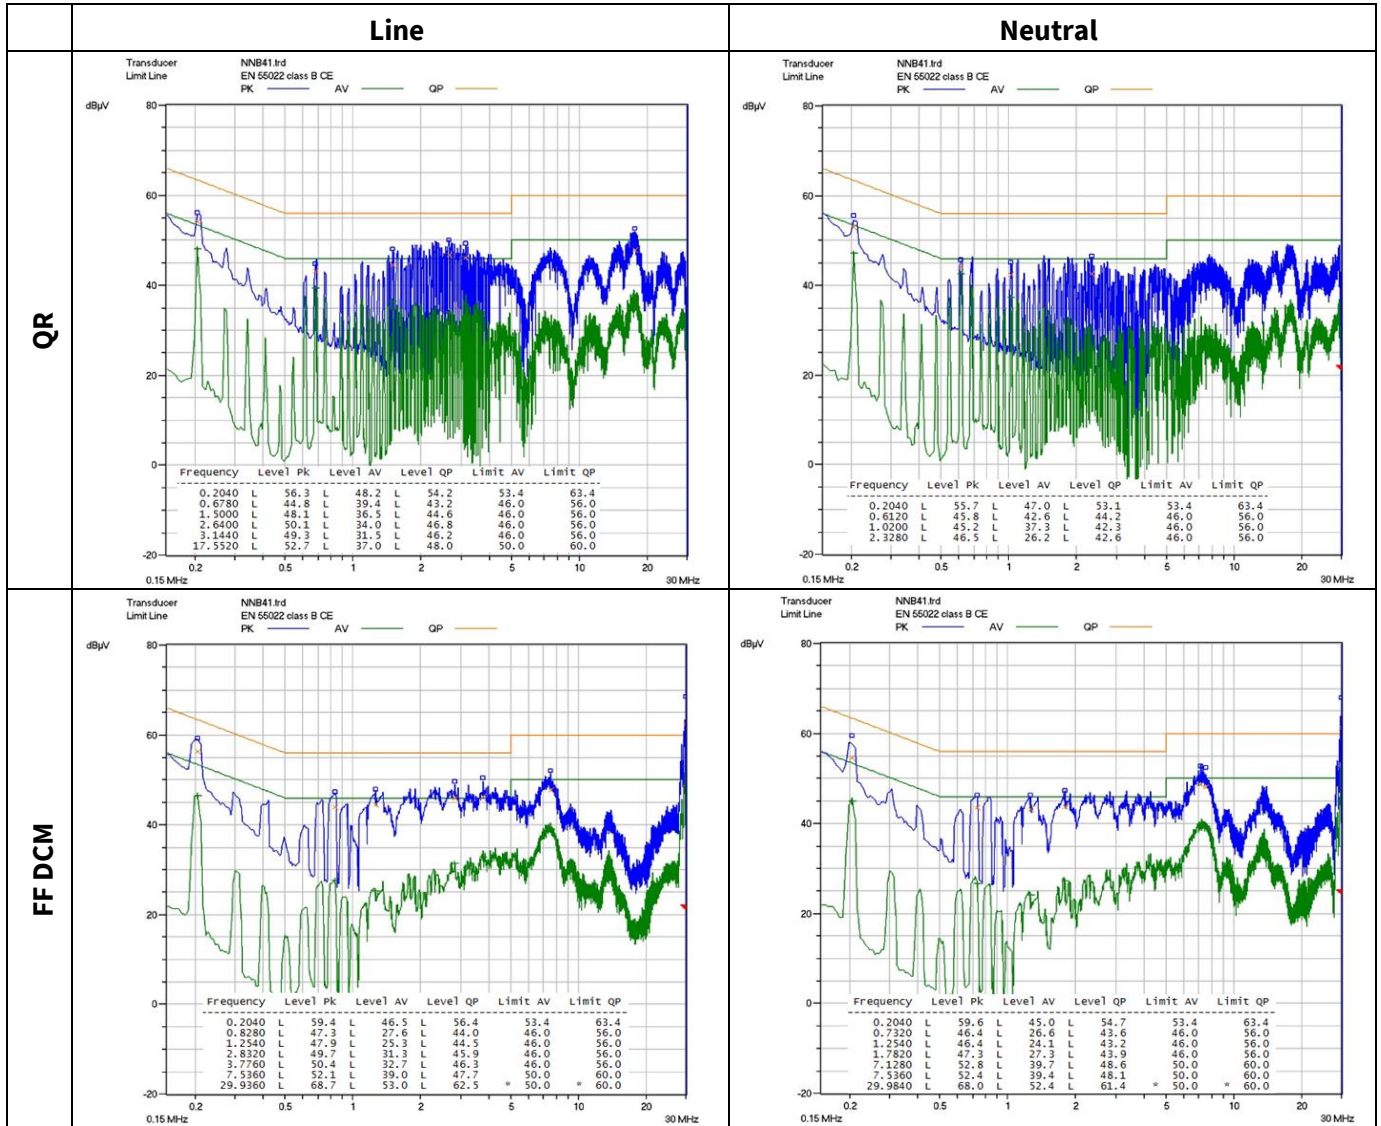 Line
Neutral
QR
Transducer NNB41.trd
Limit Line EN 55022 class B CE
PK AV QP
dBµV
80
60
40
20
0
-20
Frequency Level Pk Level AV Level QP Limit AV Limit QP
0.2040 L 56.3 L 48.2 L 54.2 53.4 63.4
0.6780 L 44.8 L 39.4 L 43.2 46.0 56.0
1.5000 L 48.1 L 36.5 L 44.6 46.0 56.0
2.6400 L 50.1 L 34.0 L 46.8 46.0 56.0
3.1440 L 49.3 L 31.5 L 46.2 46.0 56.0
17.5520 L 52.7 L 37.0 L 48.0 50.0 60.0
0.2 0.5 1 2 5 10 20
0.15 MHz 30 MHz
Transducer NNB41.trd
Limit Line EN 55022 class B CE
PK AV QP
dBµV
80
60
40
20
0
-20
Frequency Level Pk Level AV Level QP Limit AV Limit QP
0.2040 L 55.7 L 47.0 L 53.1 53.4 63.4
0.6120 L 45.8 L 42.6 L 44.2 46.0 56.0
1.0200 L 45.2 L 37.3 L 42.3 46.0 56.0
2.3280 L 46.5 L 26.2 L 42.6 46.0 56.0
0.2 0.5 1 2 5 10 20
0.15 MHz 30 MHz
FF DCM
Transducer NNB41.trd
Limit Line EN 55022 class B CE
PK AV QP
dBµV
80
60
40
20
0
-20
Frequency Level Pk Level AV Level QP Limit AV Limit QP
0.2040 L 59.4 L 46.5 L 56.4 53.4 63.4
0.8280 L 47.3 L 27.6 L 44.0 46.0 56.0
1.2540 L 47.9 L 25.3 L 44.5 46.0 56.0
2.8320 L 49.7 L 31.3 L 45.9 46.0 56.0
3.7760 L 50.4 L 32.7 L 46.3 46.0 56.0
7.5360 L 52.1 L 39.0 L 47.7 50.0 60.0
29.9360 L 68.7 L 53.0 L 62.5 * 50.0 * 60.0
0.2 0.5 1 2 5 10 20
0.15 MHz 30 MHz
Transducer NNB41.trd
Limit Line EN 55022 class B CE
PK AV QP
dBµV
80
60
40
20
0
-20
Frequency Level Pk Level AV Level QP Limit AV Limit QP
0.2040 L 59.6 L 45.0 L 54.7 53.4 63.4
0.7320 L 46.4 L 26.6 L 43.6 46.0 56.0
1.2540 L 46.4 L 24.1 L 43.2 46.0 56.0
1.7820 L 47.3 L 27.3 L 43.9 46.0 56.0
7.1280 L 52.8 L 39.7 L 48.6 50.0 60.0
7.5360 L 52.4 L 39.4 L 48.1 50.0 60.0
29.9840 L 68.0 L 52.4 L 61.4 * 50.0 * 60.0
0.2 0.5 1 2 5 10 20
0.15 MHz 30 MHz